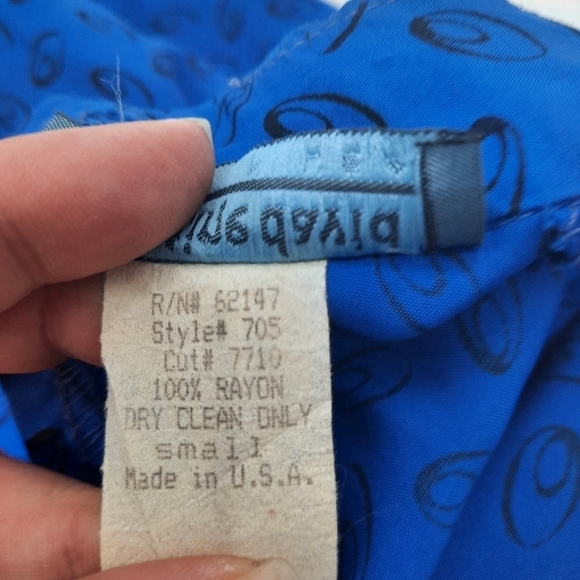 R/N# 62147
Style# 705
Cut# 7710
100% RAYON
DRY CLEAN ONLY
small
Made in U.S.A.